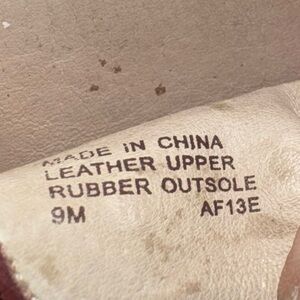 MADE IN CHINA
LEATHER UPPER
RUBBER OUTSOLE
9M AF13E